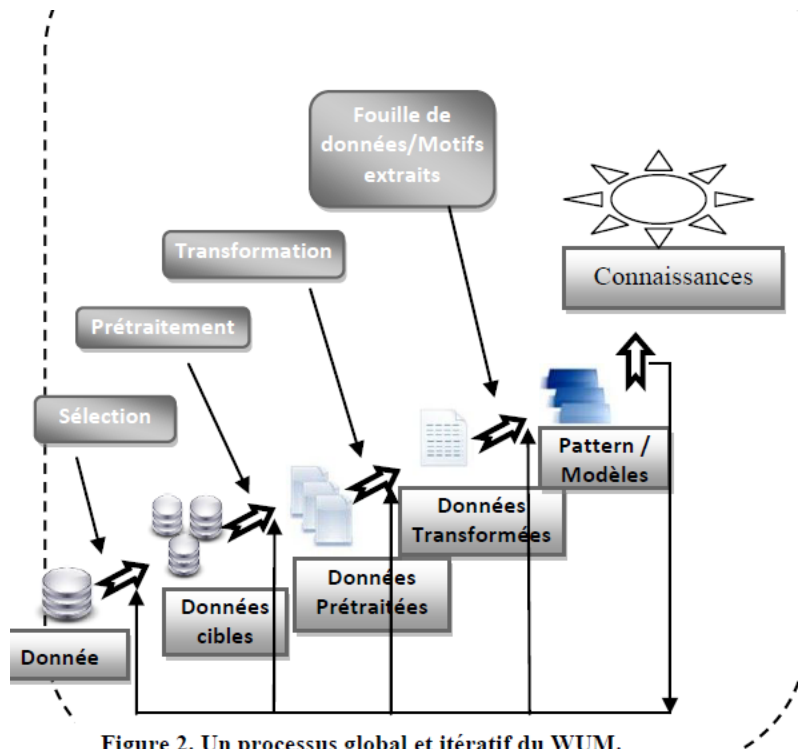 Fouille de
données/Motifs
extraits
Transformation
Connaissances
Prétraitement
Sélection
Pattern /
Modèles
Données
Transformées
Données
Prétraitées
Données
cibles
Donnée
Figure 2. Un processus global et itératif du WUM.